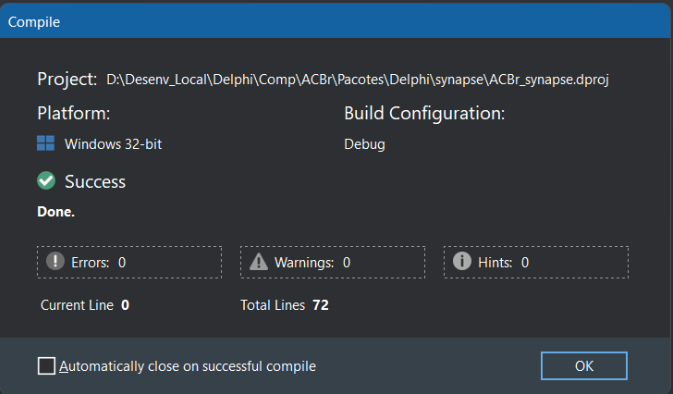 Compile
Project: D:\Desenv_Local\Delphi\Comp\ACBr\Pacotes\Delphi\synapse\ACBr_synapse.dproj
Platform: Build Configuration:
Windows 32-bit Debug
Success
Done.
Errors: 0 Warnings: 0 Hints: 0
Current Line 0 Total Lines 72
Automatically close on successful compile OK